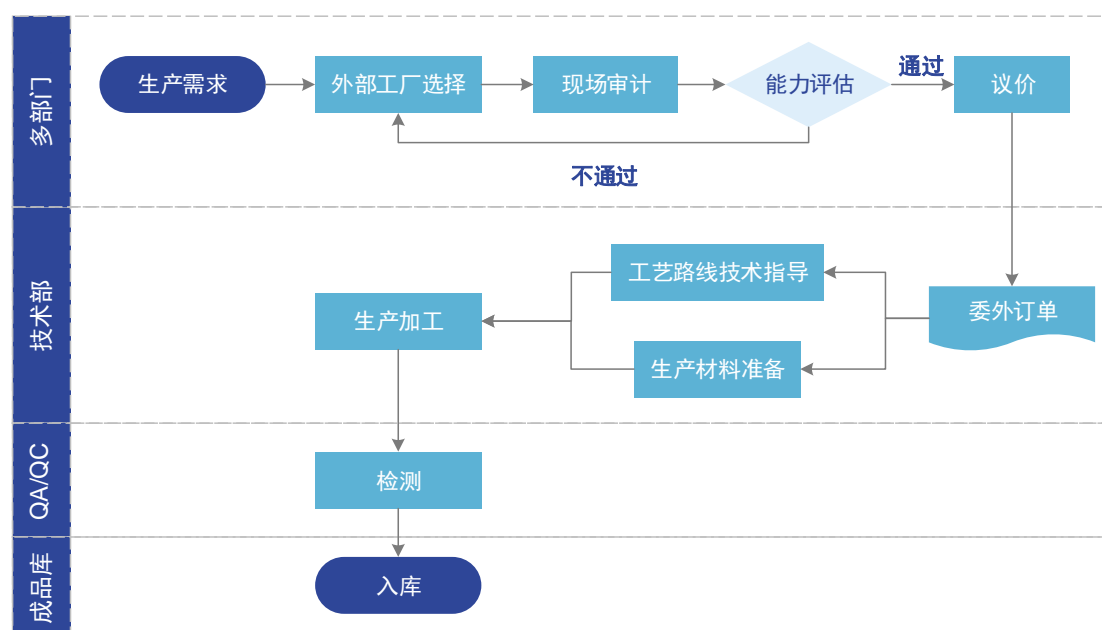 多部门
生产需求
外部工厂选择
现场审计
能力评估
通过
议价
不通过
技术部
工艺路线技术指导
委外订单
生产加工
生产材料准备
QA/QC
检测
成品库
入库